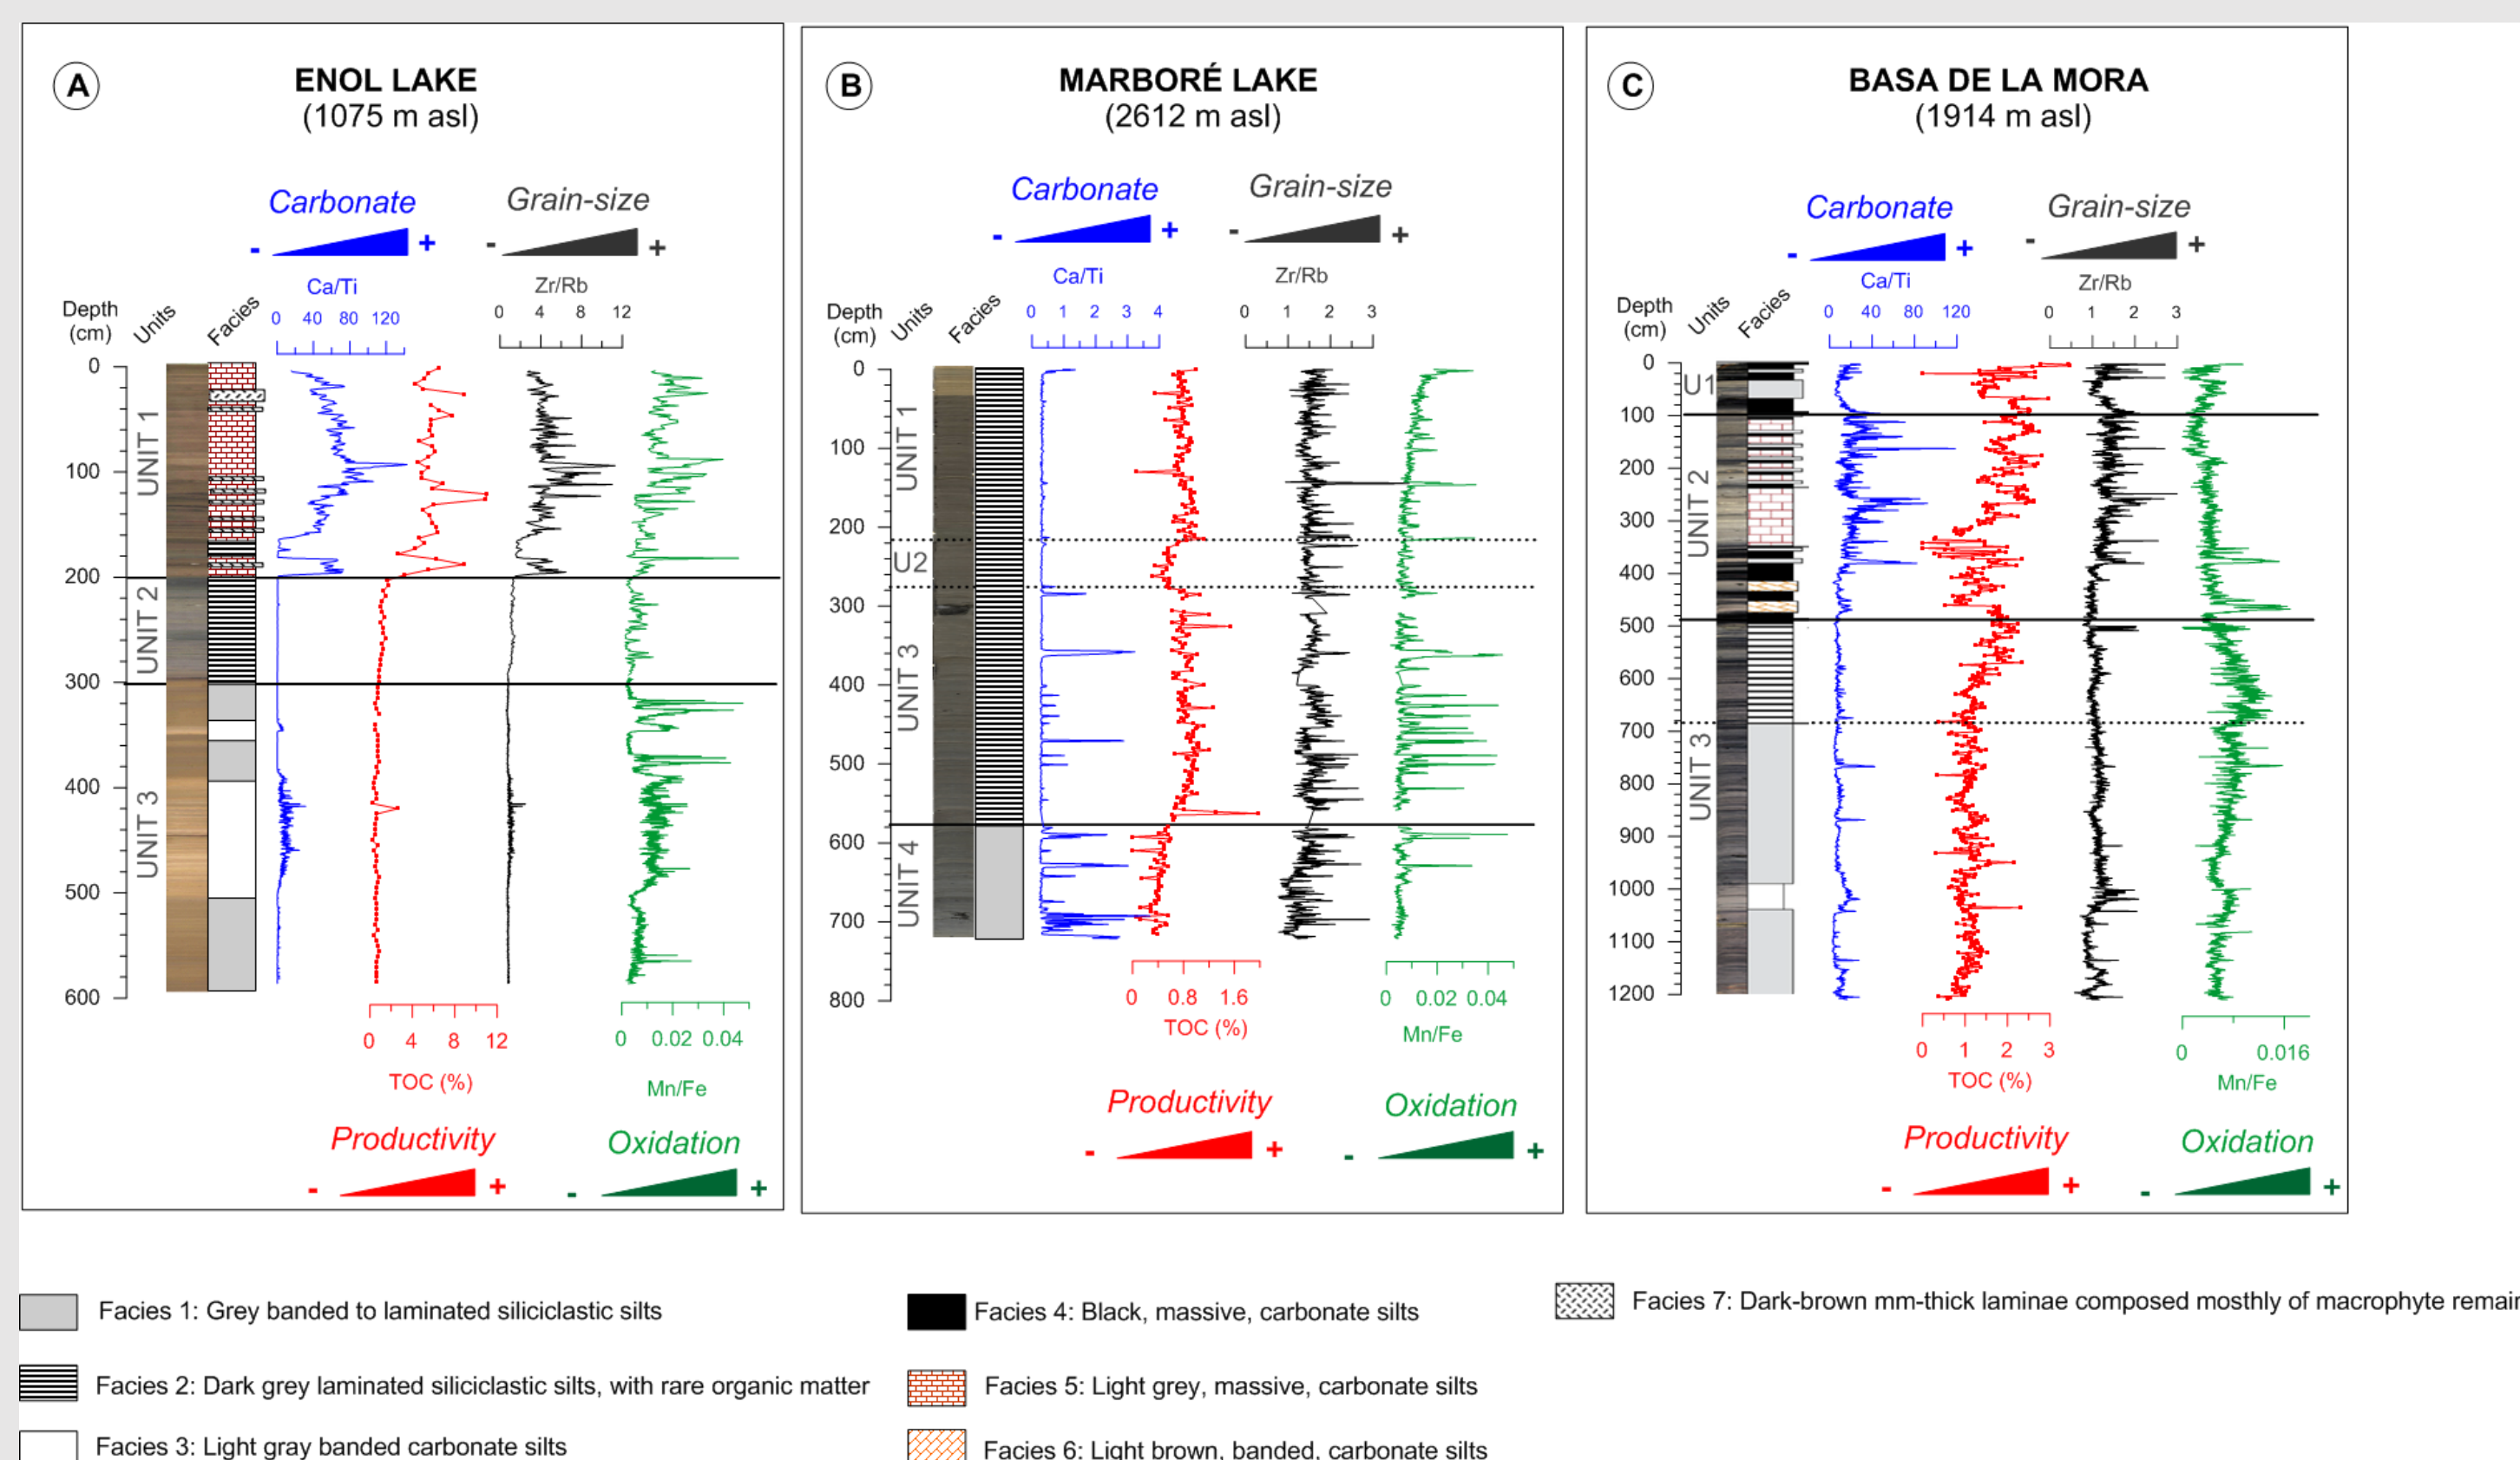 A
ENOL LAKE
(1075 m asl)
Carbonate
Grain-size
- +
- +
Ca/Ti
Zr/Rb
Depth
(cm)
Units
Facies
0 40 80 120
0 4 8 12
0
100
200
300
400
500
600
UNIT 1
UNIT 2
UNIT 3
0 4 8 12
TOC (%)
0 0.02 0.04
Mn/Fe
Productivity
- +
Oxidation
- +
B
MARBORÉ LAKE
(2612 m asl)
Carbonate
Grain-size
- +
- +
Ca/Ti
Zr/Rb
Depth
(cm)
Units
Facies
0 1 2 3 4
0 1 2 3
0
100
200
300
400
500
600
700
800
UNIT 1
U2
UNIT 3
UNIT 4
0 0.8 1.6
TOC (%)
0 0.02 0.04
Mn/Fe
Productivity
- +
Oxidation
- +
C
BASA DE LA MORA
(1914 m asl)
Carbonate
Grain-size
- +
- +
Ca/Ti
Zr/Rb
Depth
(cm)
Units
Facies
0 40 80 120
0 1 2 3
0
100
200
300
400
500
600
700
800
900
1000
1100
1200
U1
UNIT 2
UNIT 3
0 1 2 3
TOC (%)
0 0.016
Mn/Fe
Productivity
- +
Oxidation
- +
Facies 1: Grey banded to laminated siliciclastic silts
Facies 2: Dark grey laminated siliciclastic silts, with rare organic matter
Facies 3: Light gray banded carbonate silts
Facies 4: Black, massive, carbonate silts
Facies 5: Light grey, massive, carbonate silts
Facies 6: Light brown, banded, carbonate silts
Facies 7: Dark-brown mm-thick laminae composed mosthly of macrophyte remain